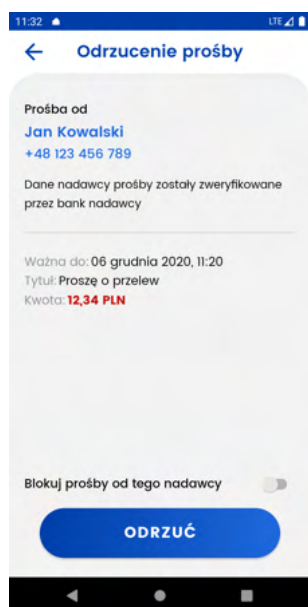 11:32
LTE
Odrzucenie prośby
Prośba od
Jan Kowalski
+48 123 456 789
Dane nadawcy prośby zostały zweryfikowane
przez bank nadawcy
Ważna do: 06 grudnia 2020, 11:20
Tytuł: Proszę o przelew
Kwota: 12,34 PLN
Blokuj prośby od tego nadawcy
ODRZUĆ